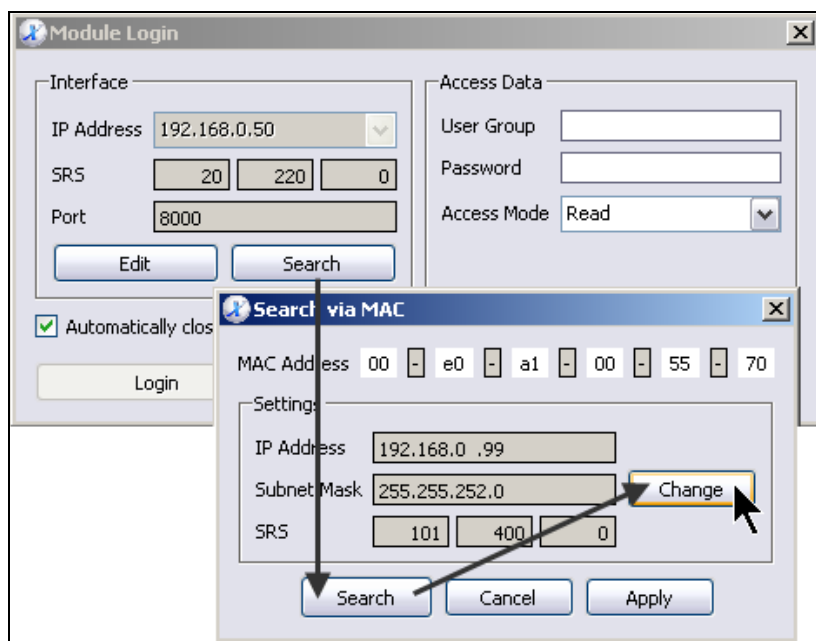 Module Login
Interface
IP Address 192.168.0.50
SRS 20 220 0
Port 8000
Edit Search
Access Data
User Group
Password
Access Mode Read
Automatically clos
Login
Search via MAC
MAC Address 00 - e0 - a1 - 00 - 55 - 70
Settings
IP Address 192.168.0 .99
Subnet Mask 255.255.252.0 Change
SRS 101 400 0
Search Cancel Apply